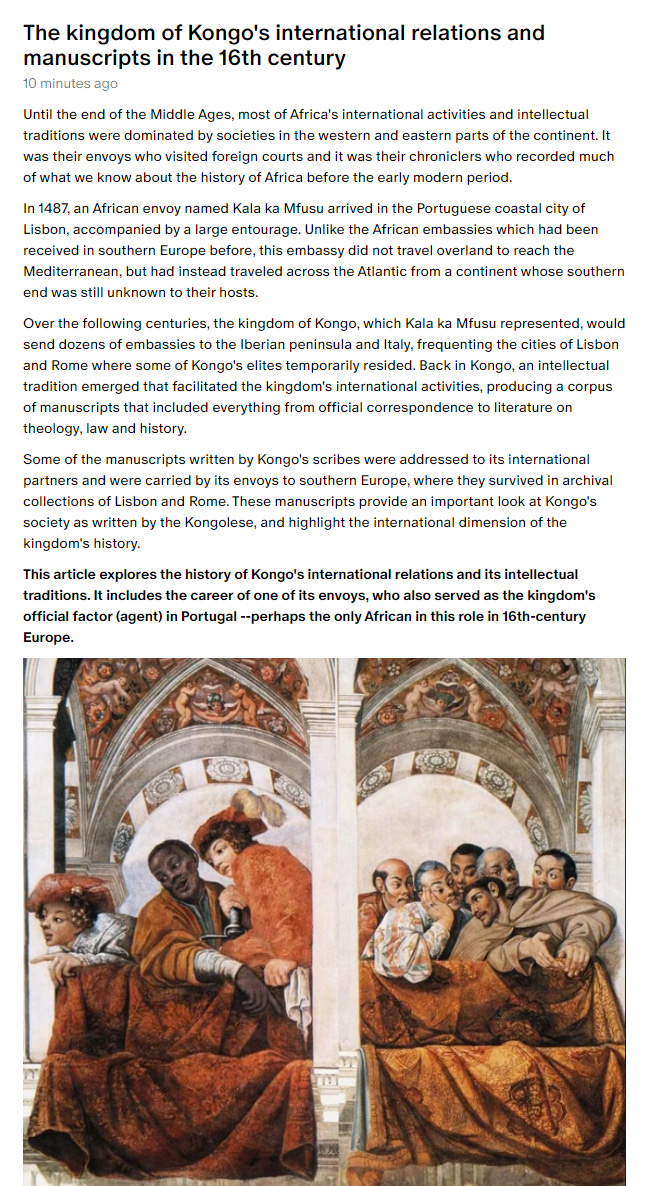 The kingdom of Kongo's international relations and
manuscripts in the 16th century
10 minutes ago
Until the end of the Middle Ages, most of Africa's international activities and intellectual
traditions were dominated by societies in the western and eastern parts of the continent. It
was their envoys who visited foreign courts and it was their chroniclers who recorded much
of what we know about the history of Africa before the early modern period.
In 1487, an African envoy named Kala ka Mfusu arrived in the Portuguese coastal city of
Lisbon, accompanied by a large entourage. Unlike the African embassies which had been
received in southern Europe before, this embassy did not travel overland to reach the
Mediterranean, but had instead traveled across the Atlantic from a continent whose southern
end was still unknown to their hosts.
Over the following centuries, the kingdom of Kongo, which Kala ka Mfusu represented, would
send dozens of embassies to the Iberian peninsula and Italy, frequenting the cities of Lisbon
and Rome where some of Kongo's elites temporarily resided. Back in Kongo, an intellectual
tradition emerged that facilitated the kingdom's international activities, producing a corpus
of manuscripts that included everything from official correspondence to literature on
theology, law and history.
Some of the manuscripts written by Kongo's scribes were addressed to its international
partners and were carried by its envoys to southern Europe, where they survived in archival
collections of Lisbon and Rome. These manuscripts provide an important look at Kongo's
society as written by the Kongolese, and highlight the international dimension of the
kingdom's history.
This article explores the history of Kongo's international relations and its intellectual
traditions. It includes the career of one of its envoys, who also served as the kingdom's
official factor (agent) in Portugal --perhaps the only African in this role in 16th-century
Europe.